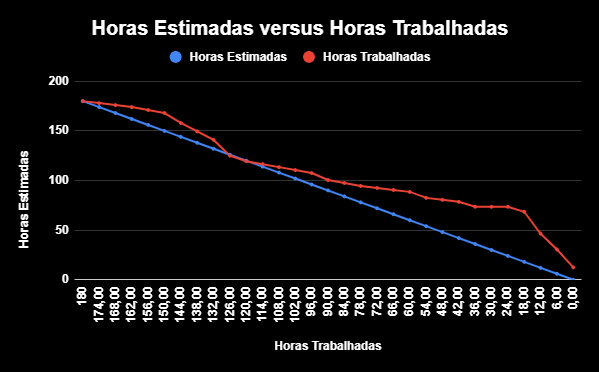 Horas Estimadas versus Horas Trabalhadas
Horas Estimadas Horas Trabalhadas
200
150
100
50
0
Horas Estimadas
180 174,00 168,00 162,00 156,00 150,00 144,00 138,00 132,00 126,00 120,00 114,00 108,00 102,00 96,00 90,00 84,00 78,00 72,00 66,00 60,00 54,00 48,00 42,00 36,00 30,00 24,00 18,00 12,00 6,00 0,00
Horas Trabalhadas